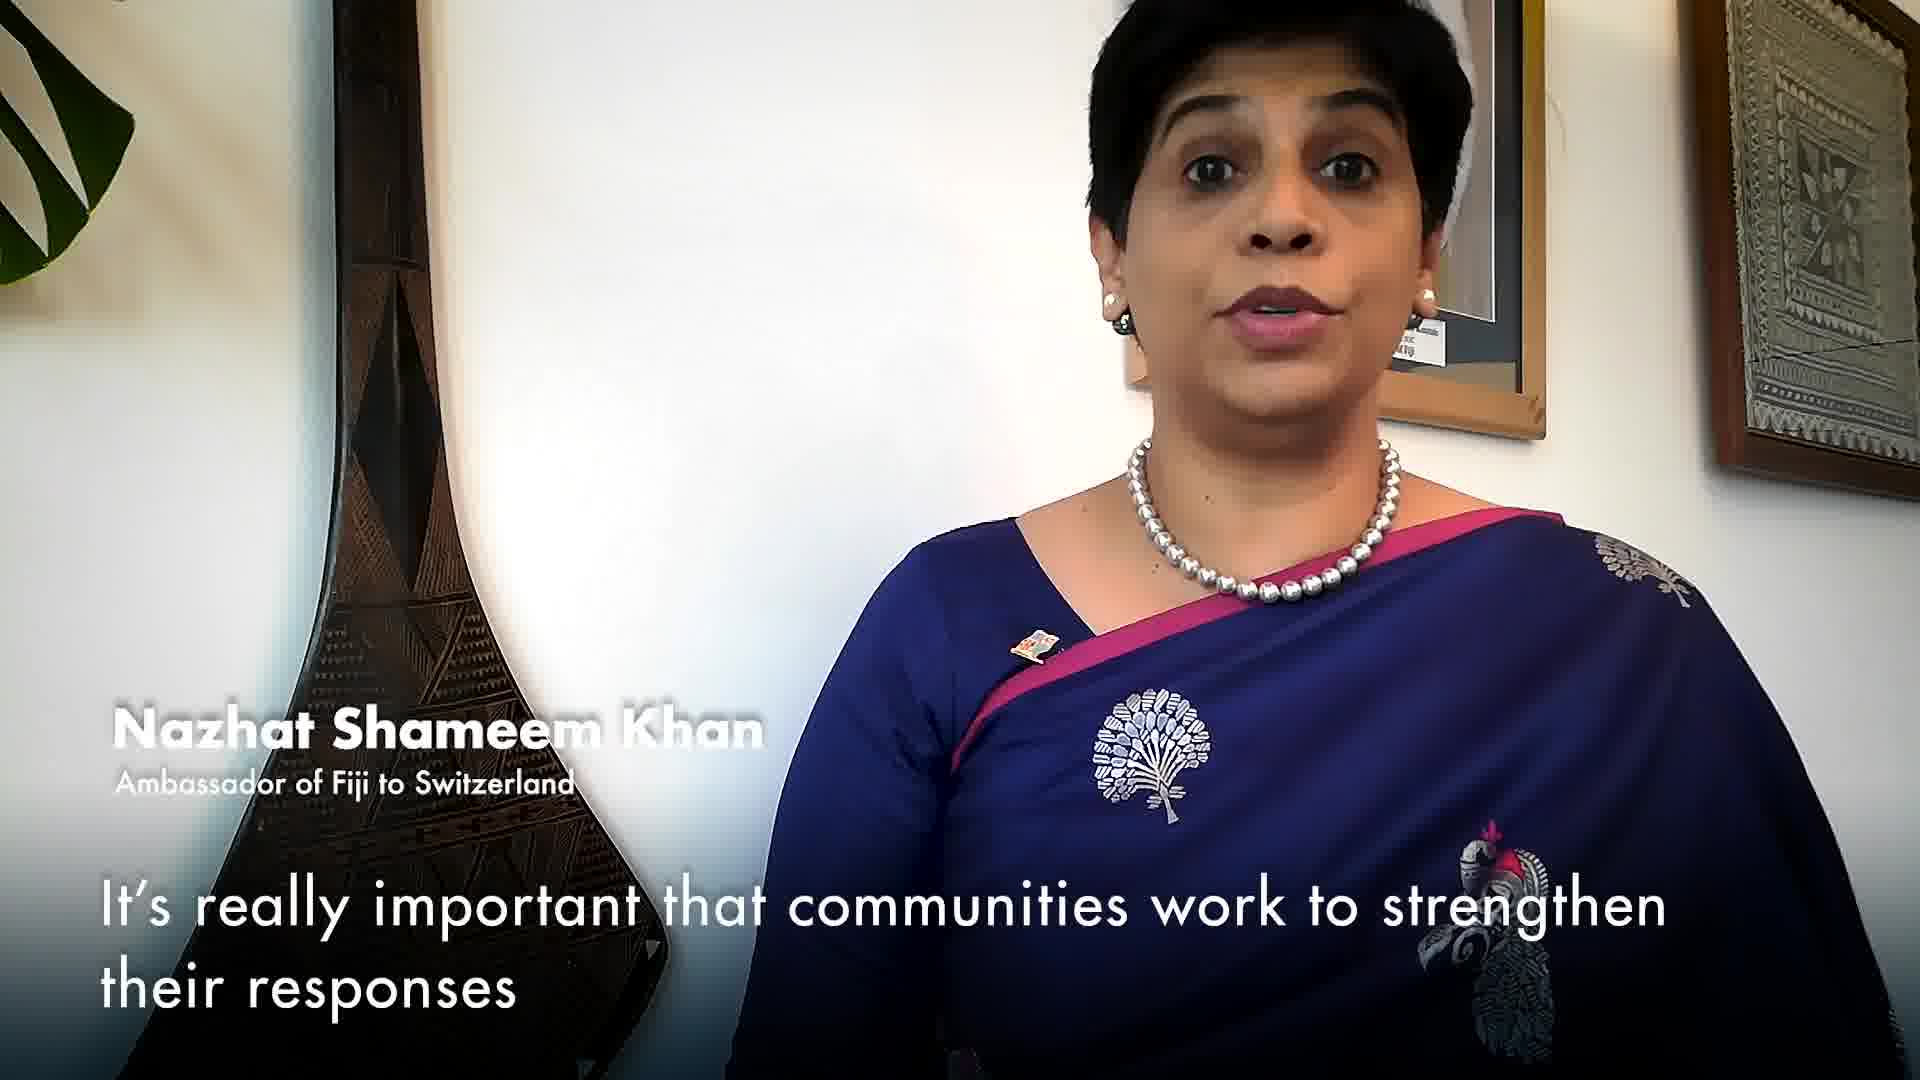 Nazhat Shameem Khan
Ambassador of Fiji to Switzerland
It's really important that communities work to strengthen
their responses